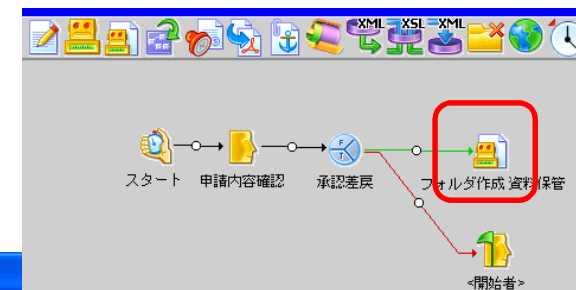 XML XSL XML
スタート
申請内容確認
F
T
承認差戻
フォルダ作成 資料保管
<開始者>